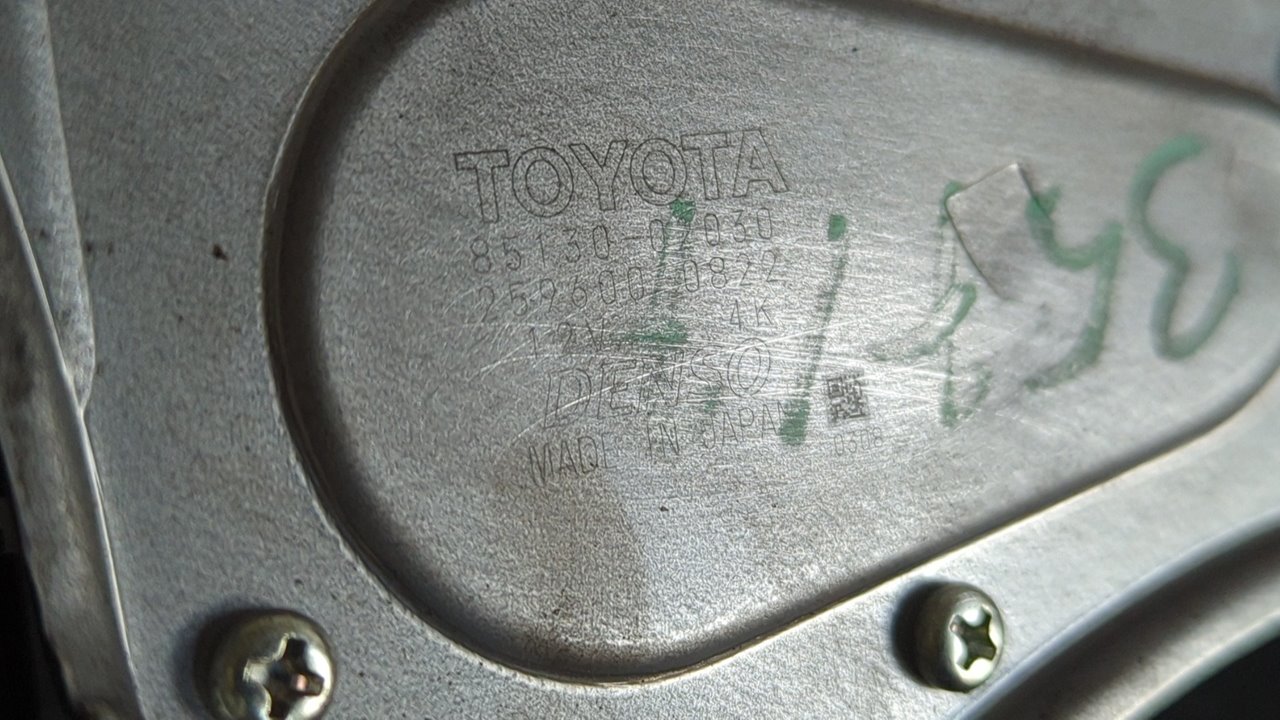 TOYOTA
85130-07030
259600 0822
12V 4K
DENSO
MADE IN JAPAN
0308